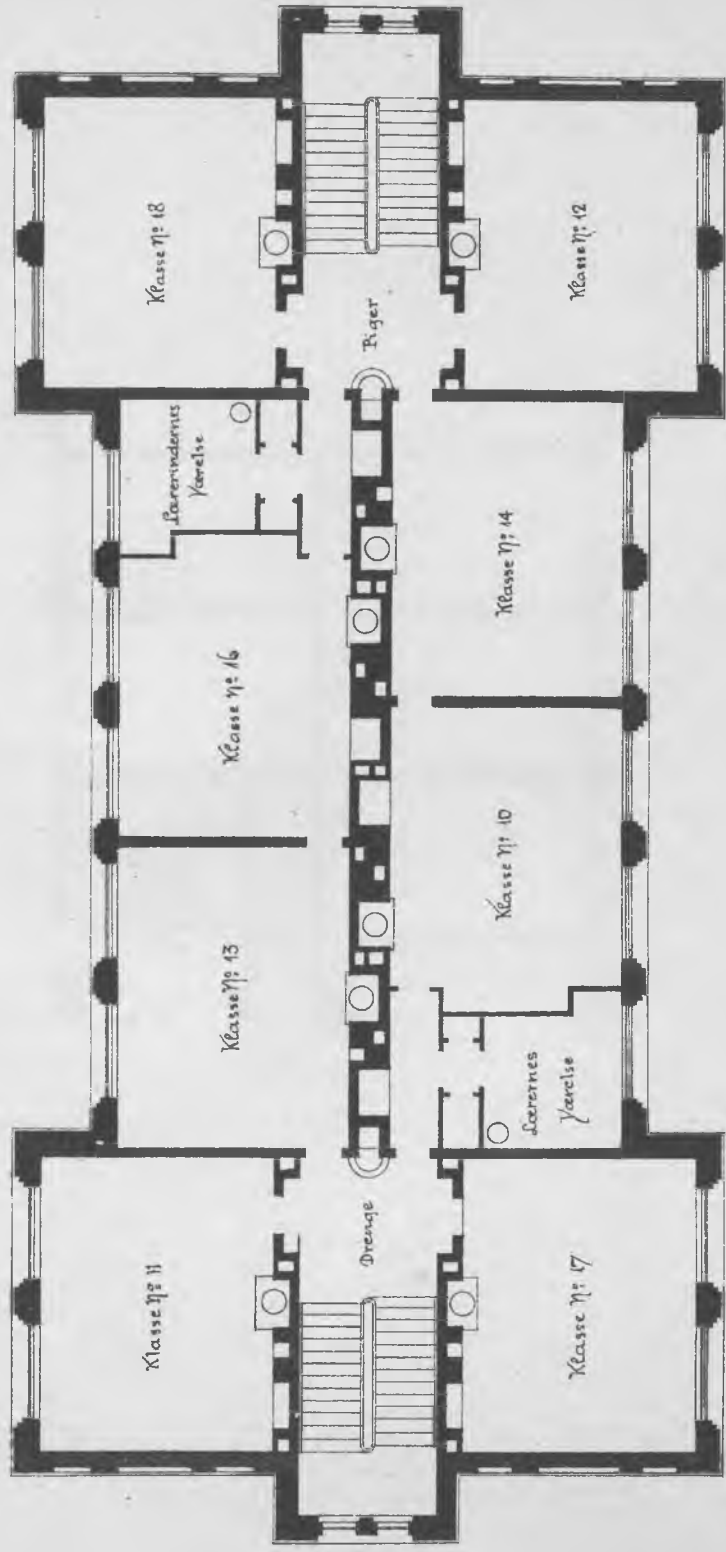 Klasse No 18
Klasse No 12
Piger
Lærerindernes
Værelse
Klasse No 14
Klasse No 16
Klasse No 10
Klasse No 13
Lærernes
Værelse
Drenge
Klasse No 11
Klasse No 17